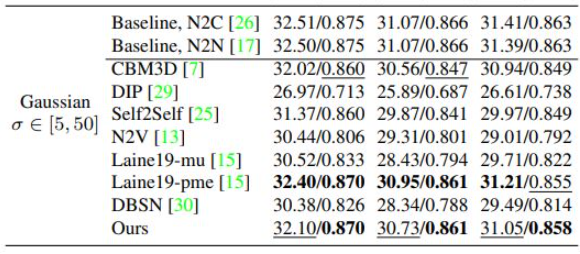 Baseline, N2C [26] 32.51/0.875 31.07/0.866 31.41/0.863
Baseline, N2N [17] 32.50/0.875 31.07/0.866 31.39/0.863
CBM3D [7] 32.02/0.860 30.56/0.847 30.94/0.849
DIP [29] 26.97/0.713 25.89/0.687 26.61/0.738
Gaussian
Self2Self [25] 31.37/0.860 29.87/0.841 29.97/0.849
σ ∈ [5, 50]
N2V [13] 30.44/0.806 29.31/0.801 29.01/0.792
Laine19-mu [15] 30.52/0.833 28.43/0.794 29.71/0.822
Laine19-pme [15] 32.40/0.870 30.95/0.861 31.21/0.855
DBSN [30] 30.38/0.826 28.34/0.788 29.49/0.814
Ours 32.10/0.870 30.73/0.861 31.05/0.858